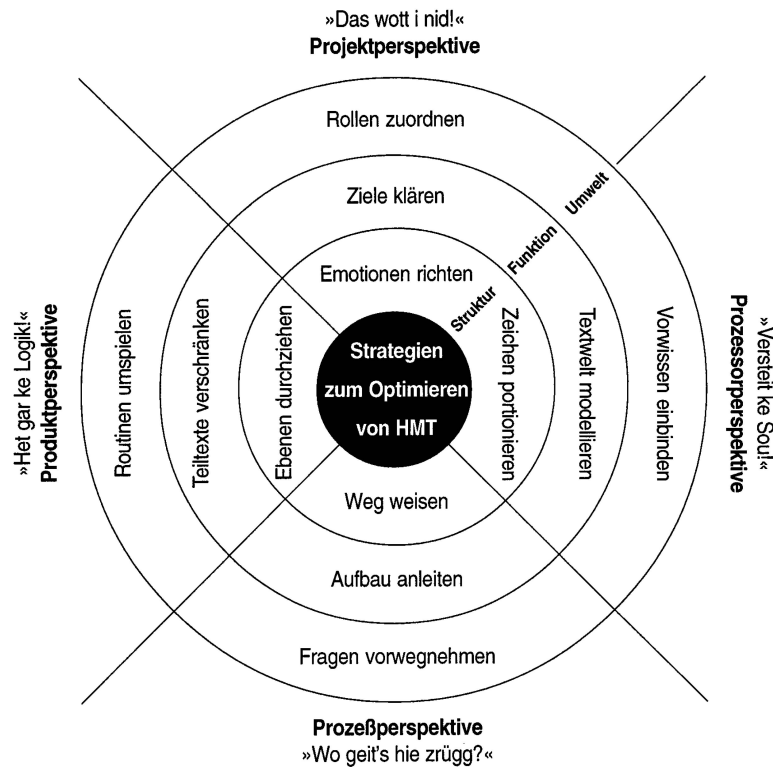 »Das wott i nid!«
Projektperspektive
Rollen zuordnen
Ziele klären
Emotionen richten
Struktur
Funktion
Umwelt
»Het gar ke Logik!«
Produktperspektive
Routinen umspielen
Teiltexte verschränken
Ebenen durchziehen
Strategien
zum Optimieren
von HMT
Zeichen portionieren
Textwelt modellieren
Vorwissen einbinden
Prozessorperspektive
»Versteit ke Sou!«
Weg weisen
Aufbau anleiten
Fragen vorwegnehmen
Prozeßperspektive
»Wo geit's hie zrügg?«